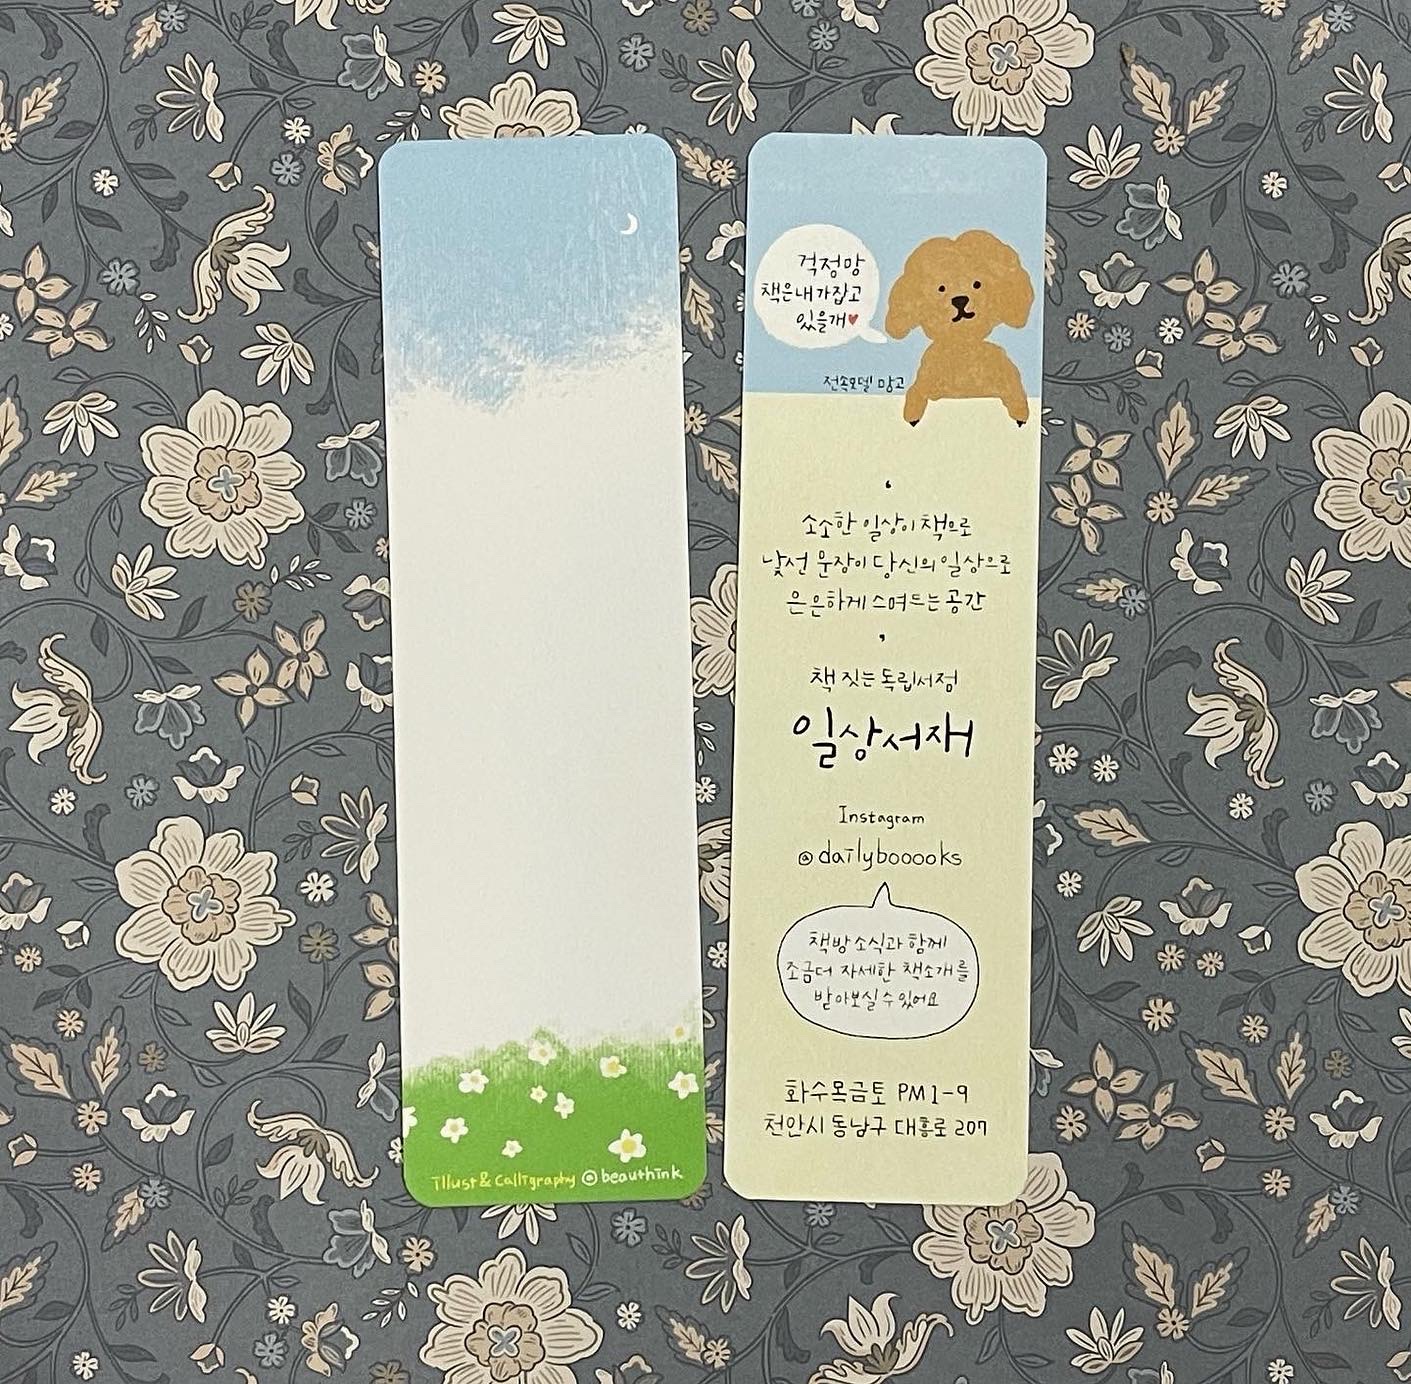 Illust & Calligraphy @beauthink
걱정망
책은 내가 잡고
있을개♥
전속모델 망고
‘
소소한 일상이 책으로
낯선 문장이 당신의 일상으로
은은하게 스며드는 공간
’
책 짓는 독립서점
일상서재
Instagram
@dailybooooks
책방 소식과 함께
조금 더 자세한 책소개를
받아보실 수 있어요
화수목금토 PM 1-9
천안시 동남구 대흥로 207